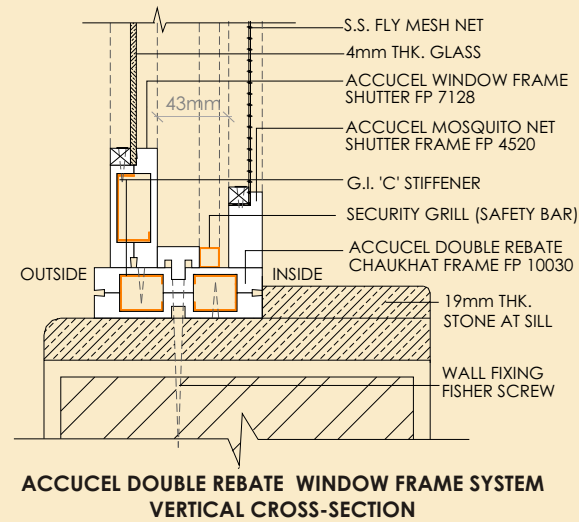 S.S. FLY MESH NET
4mm THK. GLASS
ACCUCEL WINDOW FRAME
SHUTTER FP 7128
43mm
ACCUCEL MOSQUITO NET
SHUTTER FRAME FP 4520
G.I. 'C' STIFFENER
SECURITY GRILL (SAFETY BAR)
ACCUCEL DOUBLE REBATE
CHAUKHAT FRAME FP 10030
OUTSIDE
INSIDE
19mm THK.
STONE AT SILL
WALL FIXING
FISHER SCREW
ACCUCEL DOUBLE REBATE WINDOW FRAME SYSTEM
VERTICAL CROSS-SECTION